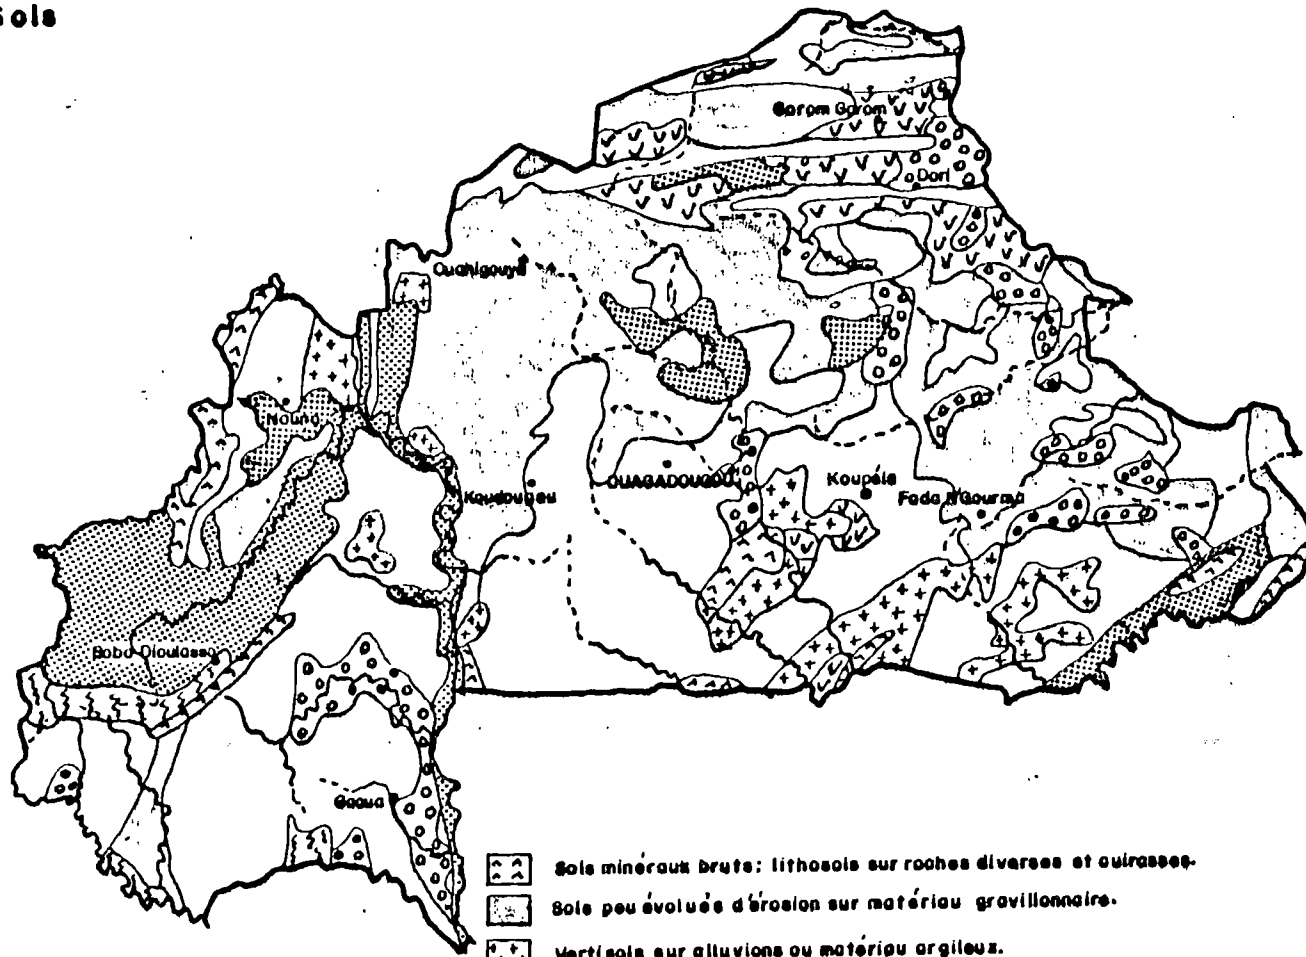 Sols
Gorom Gorom
Dori
Ouahigouya
Nouna
Koudougou
OUAGADOUGOU
Koupéla
Fada N'Gourma
Bobo Dioulasso
Gaoua
Sols minéraux bruts; lithosols sur roches diverses et cuirasses.
Sols peu évolués d'érosion sur matériau gravillonnaire.
Vertisols sur alluvions ou matériau argileux.